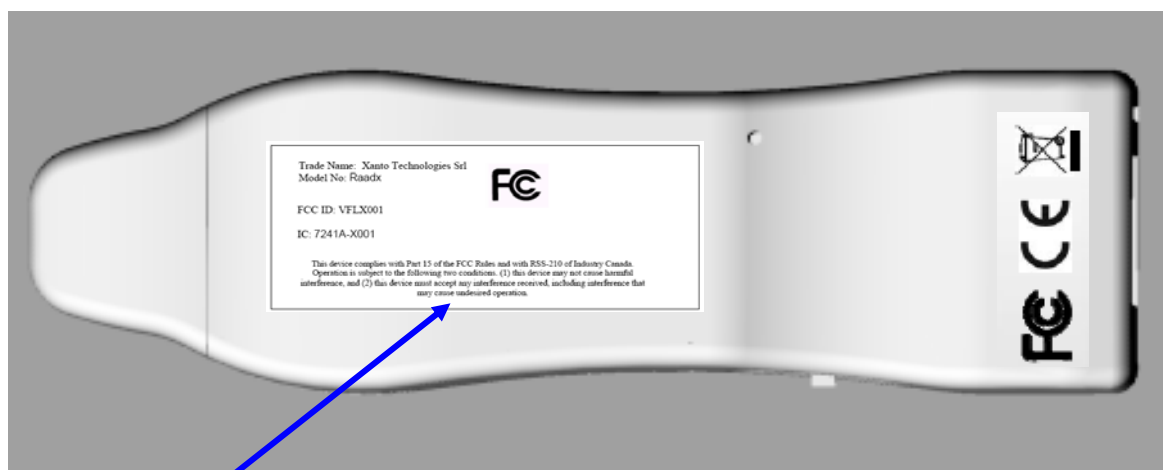 Trade Name: Xanto Technologies Srl
Model No: Raadx
FC
FCC ID: VFLX001
IC: 7241A-X001
This device complies with Part 15 of the FCC Rules and with RSS-210 of Industry Canada.
Operation is subject to the following two conditions. (1) this device may not cause harmful
interference, and (2) this device must accept any interference received, including interference that
may cause undesired operation.
FC CE